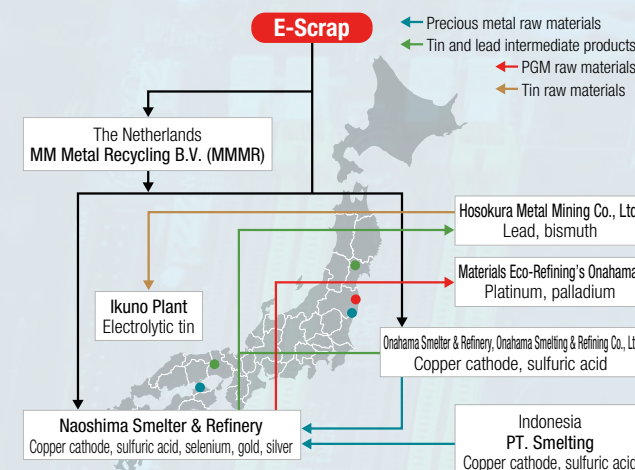 E-Scrap
Precious metal raw materials
Tin and lead intermediate products
PGM raw materials
Tin raw materials
The Netherlands
MM Metal Recycling B.V. (MMMR)
Hosokura Metal Mining Co., Ltd
Lead, bismuth
Materials Eco-Refining's Onahama
Platinum, palladium
Ikuno Plant
Electrolytic tin
Onahama Smelter & Refinery, Onahama Smelting & Refining Co., Lt
Copper cathode, sulfuric acid
Naoshima Smelter & Refinery
Copper cathode, sulfuric acid, selenium, gold, silver
Indonesia
PT. Smelting
Copper cathode, sulfuric acid